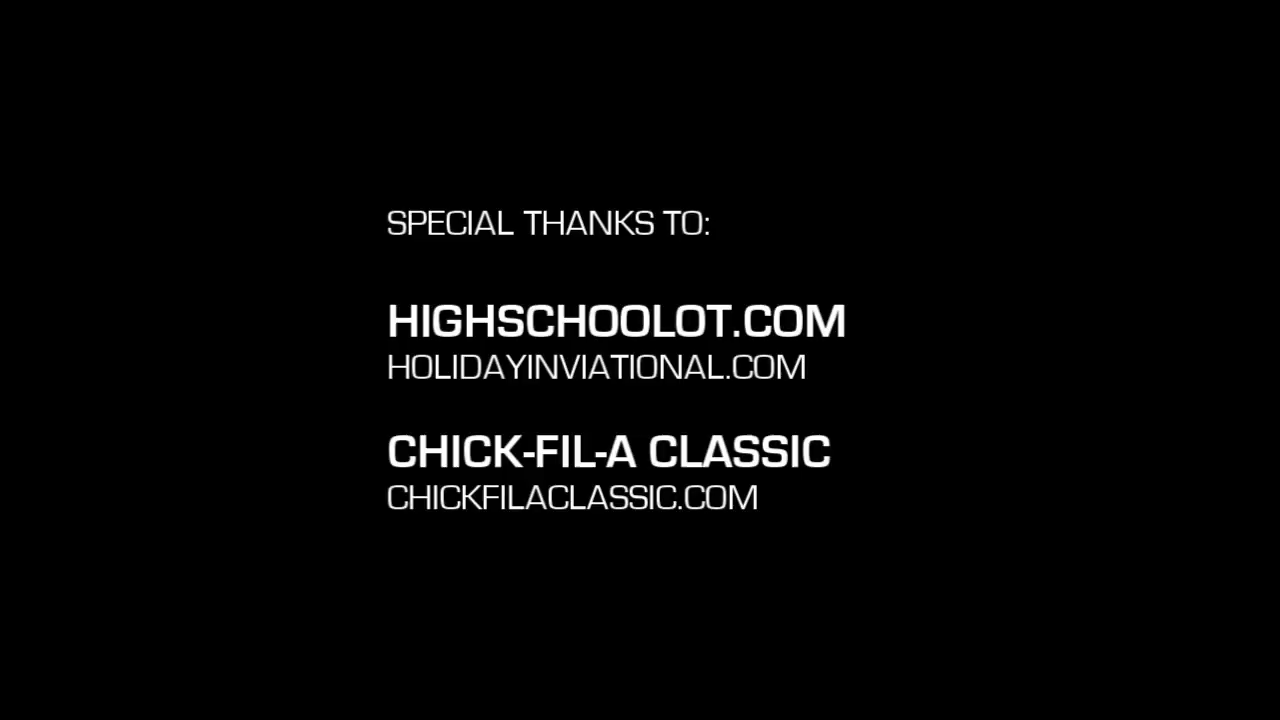 SPECIAL THANKS TO:
HIGHSCHOOLOT.COM
HOLIDAYINVIATIONAL.COM
CHICK-FIL-A CLASSIC
CHICKFILACLASSIC.COM